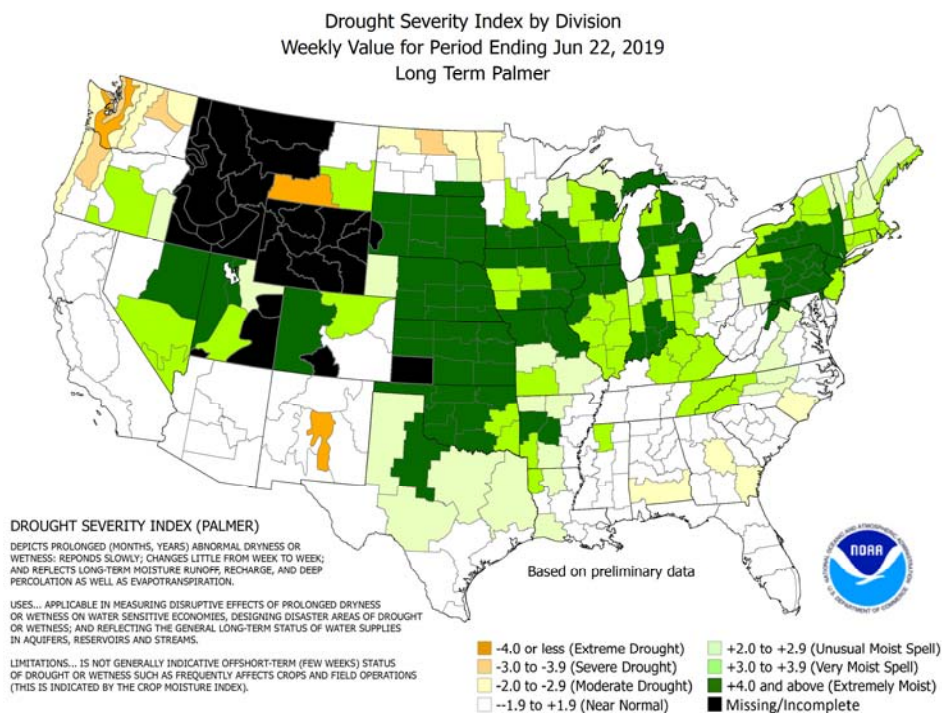 Drought Severity Index by Division
Weekly Value for Period Ending Jun 22, 2019
Long Term Palmer
DROUGHT SEVERITY INDEX (PALMER)
DEPICTS PROLONGED (MONTHS, YEARS) ABNORMAL DRYNESS OR
WETNESS: REPONDS SLOWLY; CHANGES LITTLE FROM WEEK TO WEEK;
AND REFLECTS LONG-TERM MOISTURE RUNOFF, RECHARGE, AND DEEP
PERCOLATION AS WELL AS EVAPOTRANSPIRATION.
USES... APPLICABLE IN MEASURING DISRUPTIVE EFFECTS OF PROLONGED DRYNESS
OR WETNESS ON WATER SENSITIVE ECONOMIES, DESIGNING DISASTER AREAS OF DROUGHT
OR WETNESS; AND REFLECTING THE GENERAL LONG-TERM STATUS OF WATER SUPPLIES
IN AQUIFERS, RESERVOIRS AND STREAMS.
LIMITATIONS... IS NOT GENERALLY INDICATIVE OFFSHORT-TERM (FEW WEEKS) STATUS
OF DROUGHT OR WETNESS SUCH AS FREQUENTLY AFFECTS CROPS AND FIELD OPERATIONS
(THIS IS INDICATED BY THE CROP MOISTURE INDEX).
Based on preliminary data
NATIONAL OCEANIC AND ATMOSPHERIC ADMINISTRATION
NOAA
U.S. DEPARTMENT OF COMMERCE
-4.0 or less (Extreme Drought)
-3.0 to -3.9 (Severe Drought)
-2.0 to -2.9 (Moderate Drought)
--1.9 to +1.9 (Near Normal)
+2.0 to +2.9 (Unusual Moist Spell)
+3.0 to +3.9 (Very Moist Spell)
+4.0 and above (Extremely Moist)
Missing/Incomplete